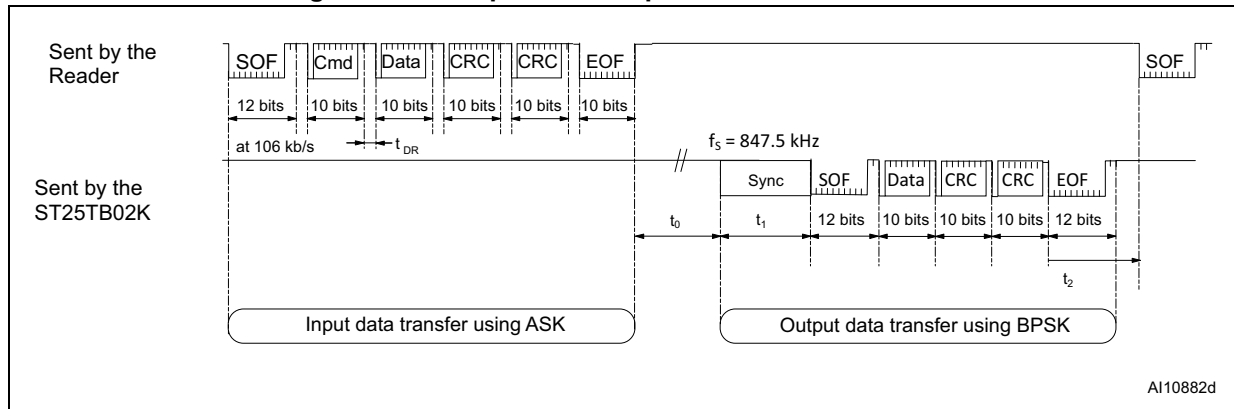 Sent by the
Reader
SOF Cmd Data CRC CRC EOF SOF
12 bits 10 bits 10 bits 10 bits 10 bits 10 bits
at 106 kb/s t DR fS = 847.5 kHz
//
Sent by the
ST25TB02K
Sync SOF Data CRC CRC EOF
t0 t1 12 bits 10 bits 10 bits 10 bits 12 bits
t2
Input data transfer using ASK Output data transfer using BPSK
AI10882d